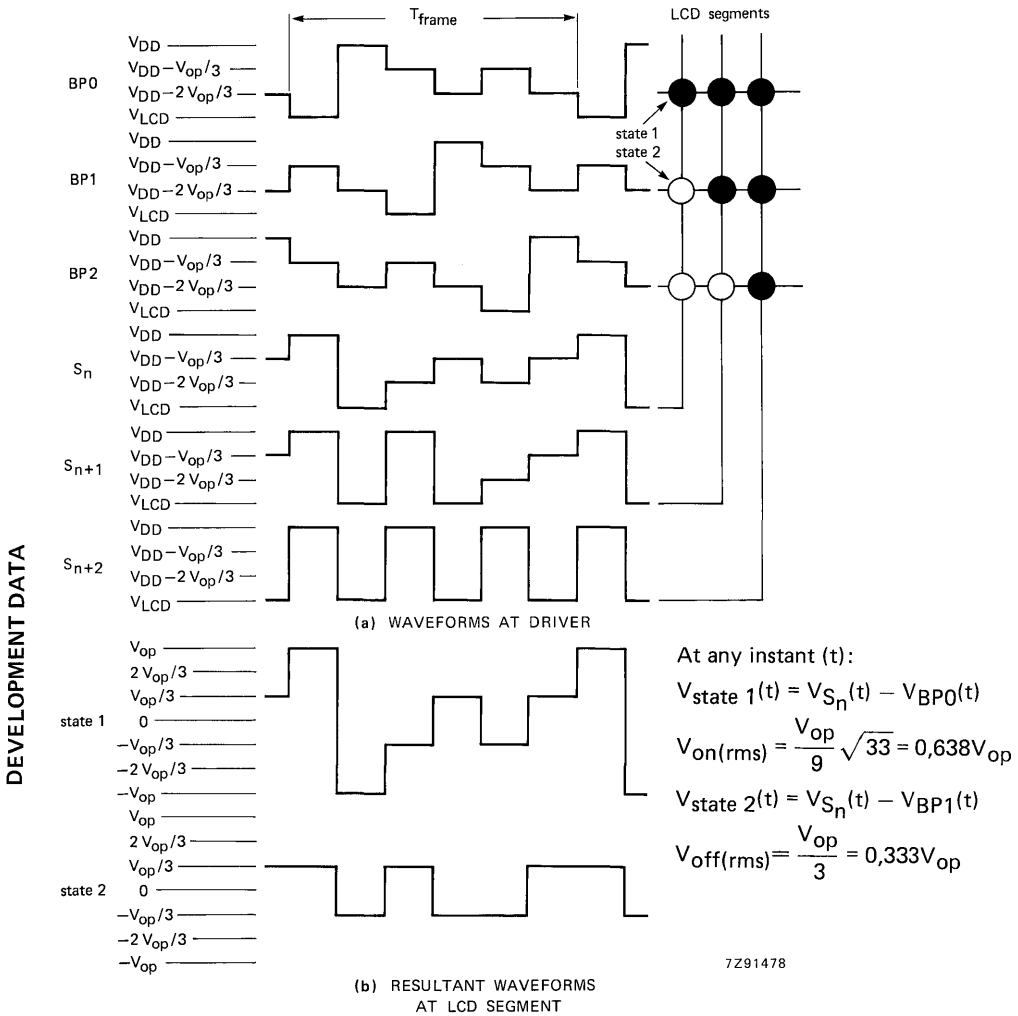 T_frame
LCD segments
BP0
V_DD
V_DD−V_op/3
V_DD−2 V_op/3
V_LCD
state 1
state 2
BP1
V_DD
V_DD−V_op/3
V_DD−2 V_op/3
V_LCD
BP2
V_DD
V_DD−V_op/3
V_DD−2 V_op/3
V_LCD
S_n
V_DD
V_DD−V_op/3
V_DD−2 V_op/3
V_LCD
S_n+1
V_DD
V_DD−V_op/3
V_DD−2 V_op/3
V_LCD
S_n+2
V_DD
V_DD−V_op/3
V_DD−2 V_op/3
V_LCD
(a) WAVEFORMS AT DRIVER
DEVELOPMENT DATA
state 1
V_op
2 V_op/3
V_op/3
0
−V_op/3
−2 V_op/3
−V_op
state 2
V_op
2 V_op/3
V_op/3
0
−V_op/3
−2 V_op/3
−V_op
At any instant (t):
V_state 1(t) = V_Sn(t) − V_BP0(t)
V_on(rms) = V_op/9 √33 = 0,638V_op
V_state 2(t) = V_Sn(t) − V_BP1(t)
V_off(rms) = V_op/3 = 0,333V_op
7Z91478
(b) RESULTANT WAVEFORMS
AT LCD SEGMENT